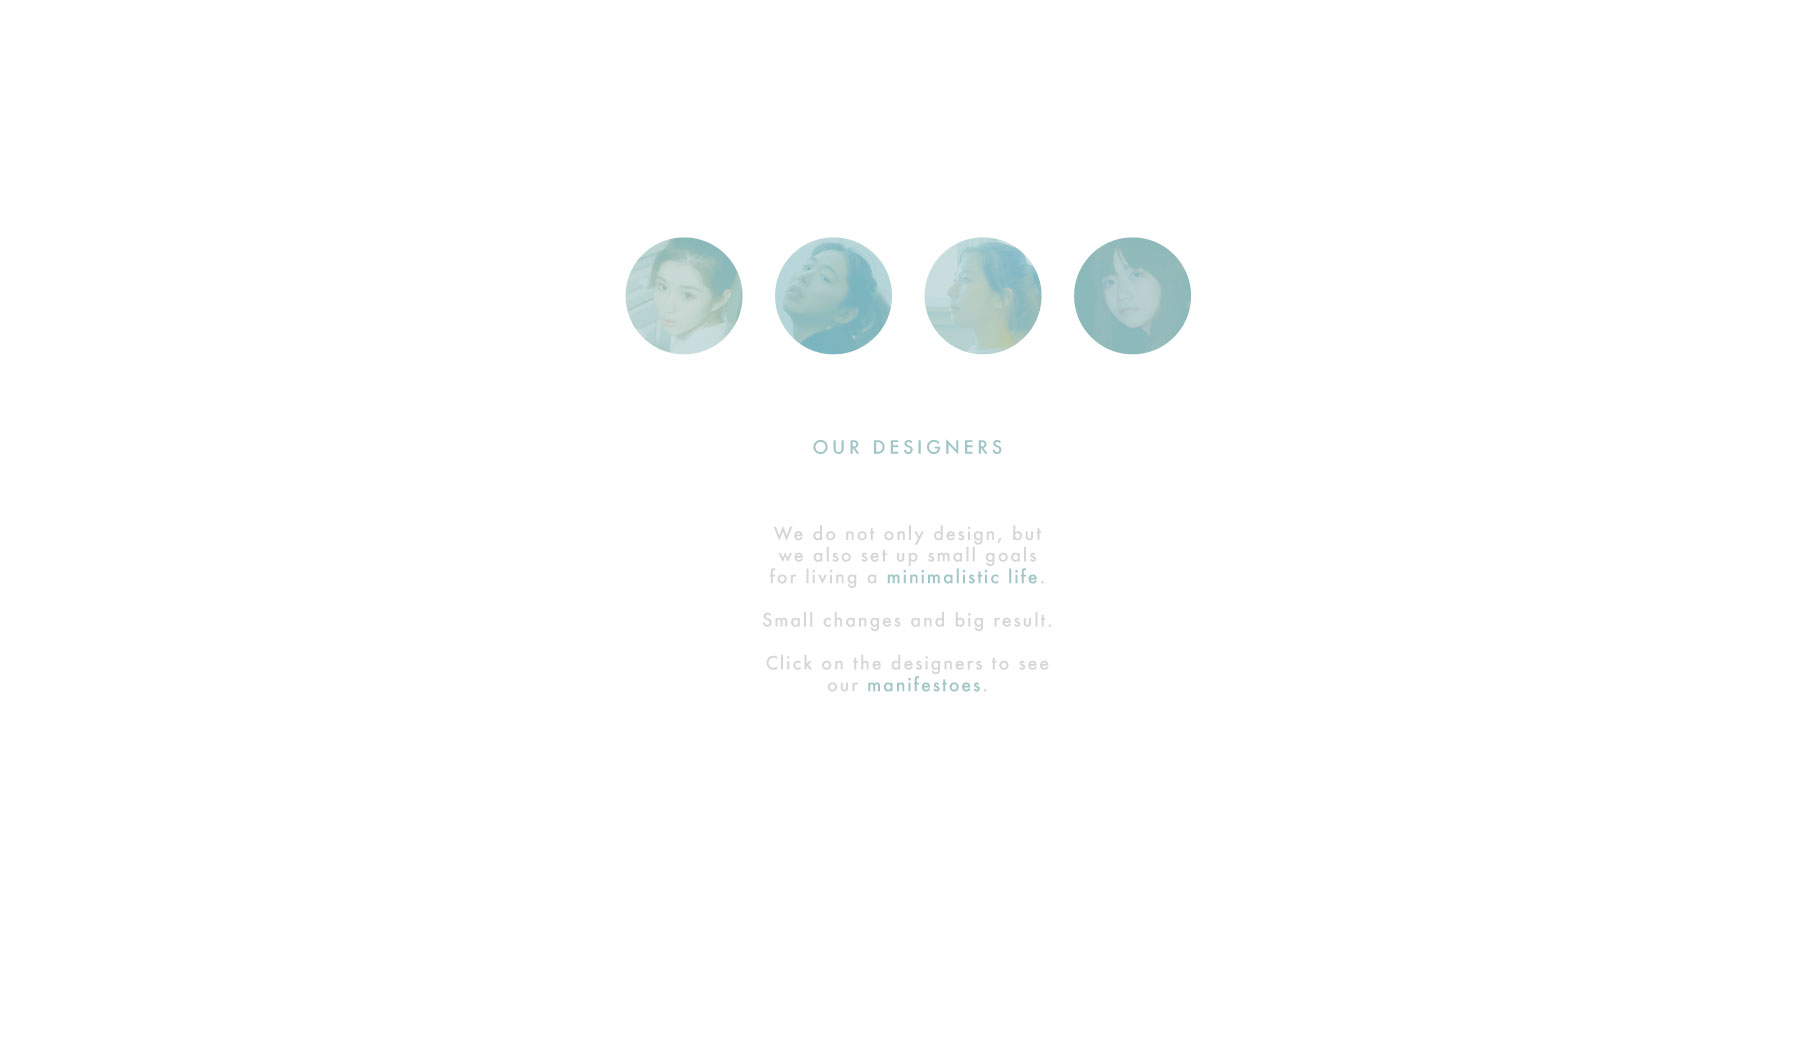 OUR DESIGNERS
We do not only design, but
we also set up small goals
for living a minimalistic life.
Small changes and big result.
Click on the designers to see
our manifestoes.